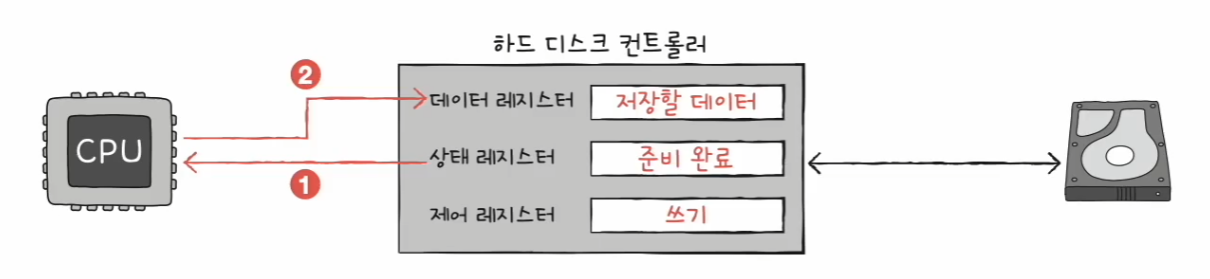 하드 디스크 컨트롤러
2
데이터 레지스터 저장할 데이터
CPU
상태 레지스터 준비 완료
1
제어 레지스터 쓰기